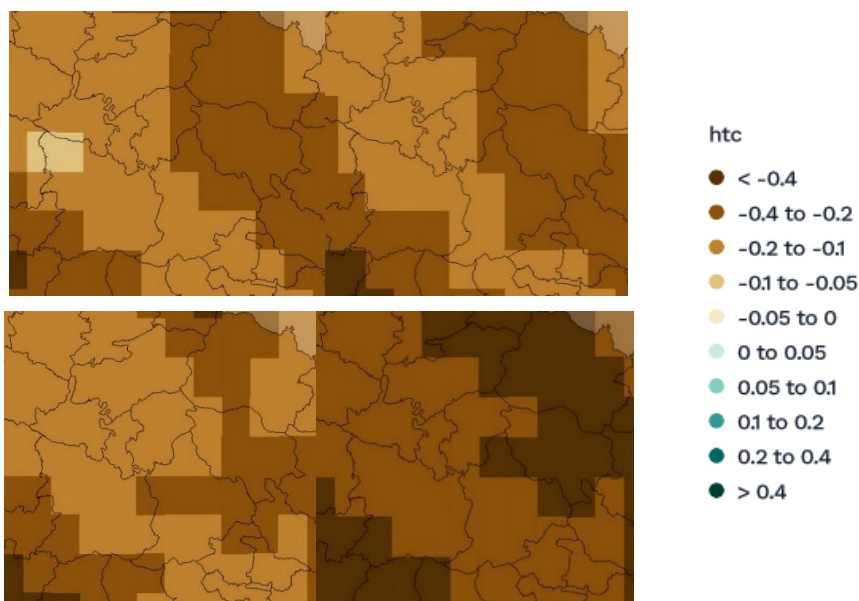 htc
< -0.4
-0.4 to -0.2
-0.2 to -0.1
-0.1 to -0.05
-0.05 to 0
0 to 0.05
0.05 to 0.1
0.1 to 0.2
0.2 to 0.4
> 0.4